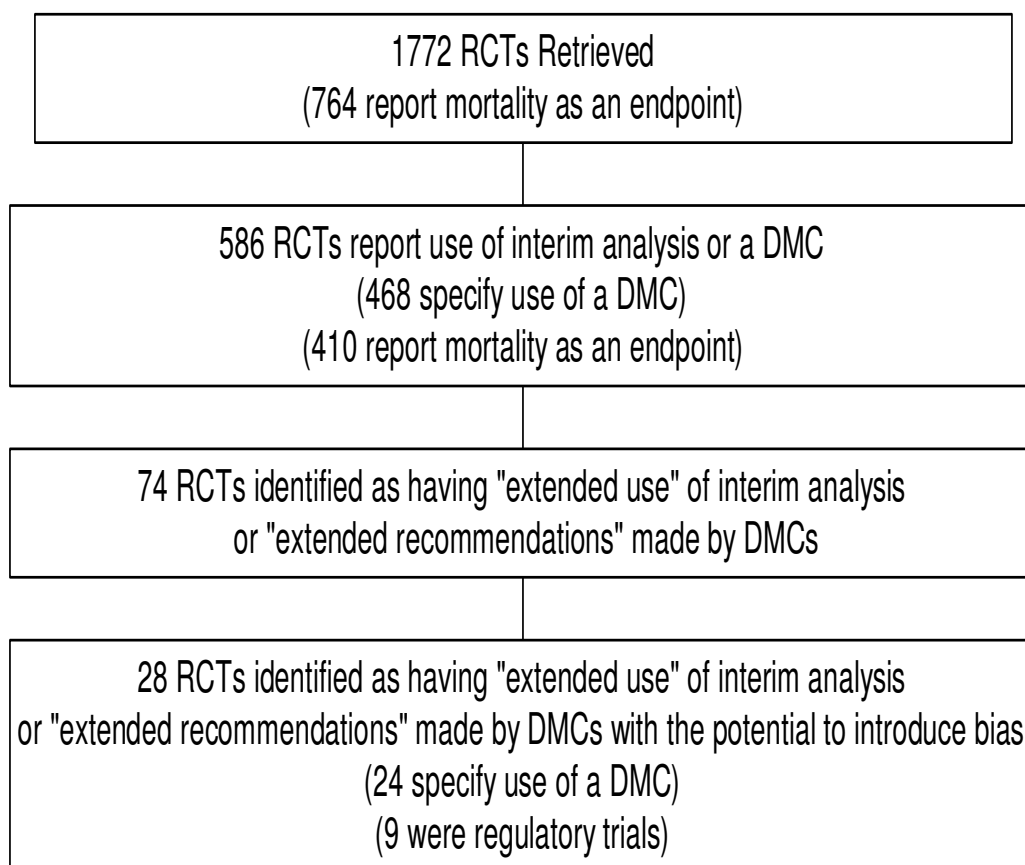 1772 RCTs Retrieved
(764 report mortality as an endpoint)
586 RCTs report use of interim analysis or a DMC
(468 specify use of a DMC)
(410 report mortality as an endpoint)
74 RCTs identified as having "extended use" of interim analysis
or "extended recommendations" made by DMCs
28 RCTs identified as having "extended use" of interim analysis
or "extended recommendations" made by DMCs with the potential to introduce bias
(24 specify use of a DMC)
(9 were regulatory trials)